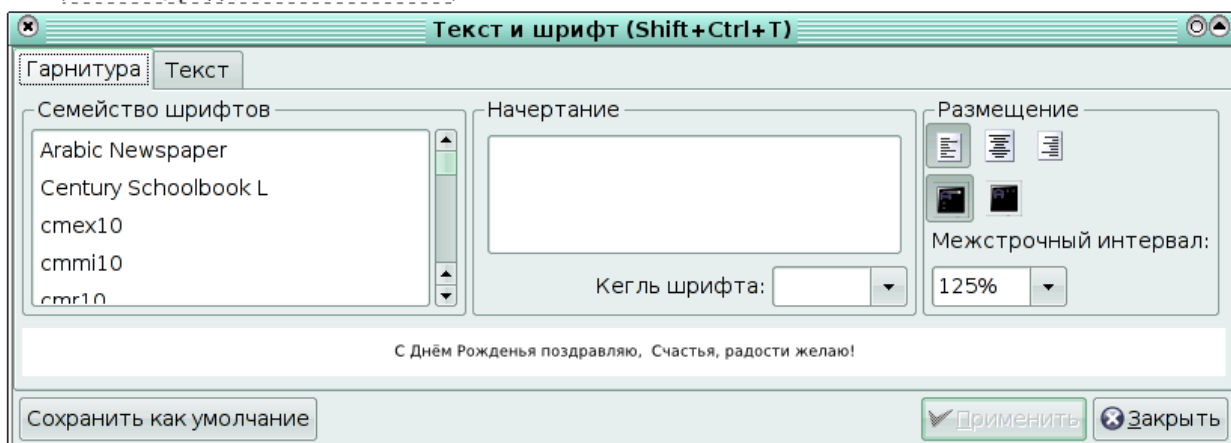 Текст и шрифт (Shift+Ctrl+T)
Гарнитура Текст
Семейство шрифтов
Arabic Newspaper
Century Schoolbook L
cmex10
cmmi10
cmr10
Начертание
Кегль шрифта:
Размещение
Межстрочный интервал:
125%
С Днём Рожденья поздравляю, Счастья, радости желаю!
Сохранить как умолчание
Применить
Закрыть